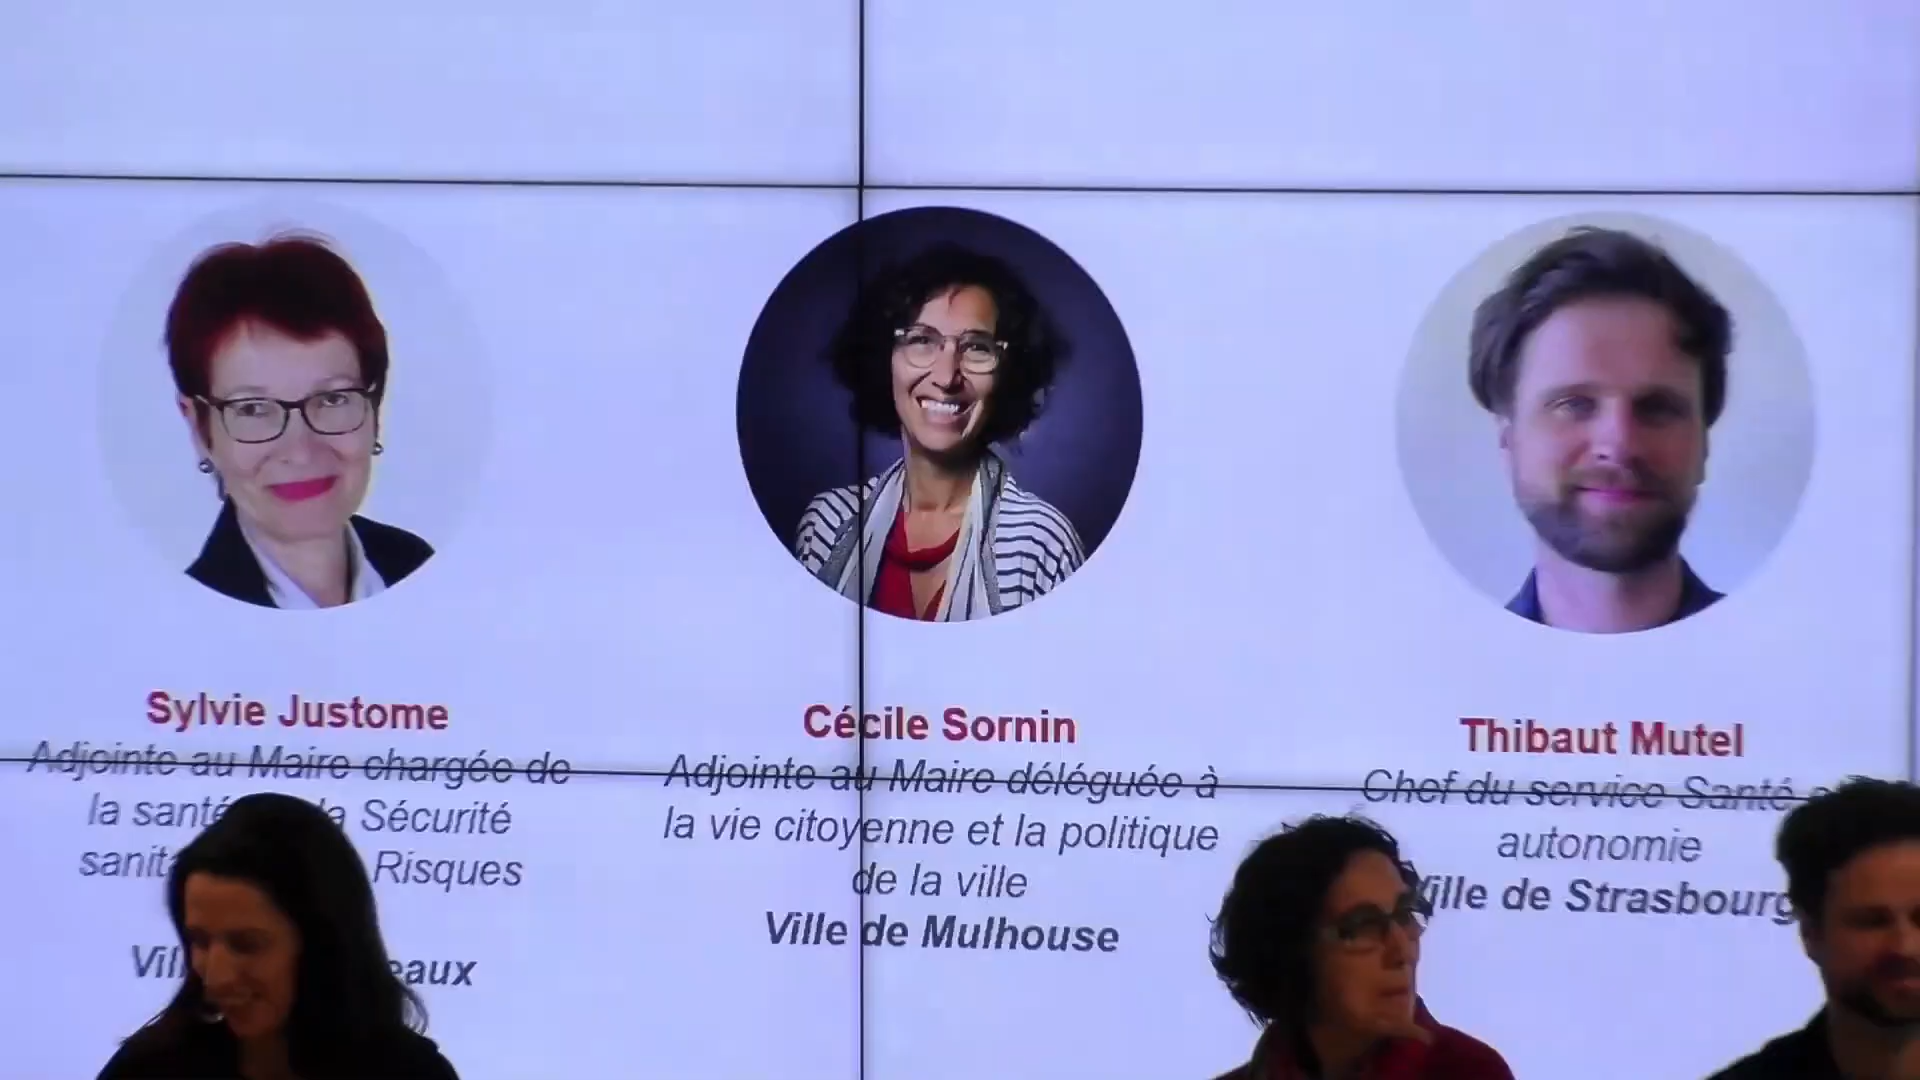 Sylvie Justome
Adjointe au Maire chargée de
la santé la Sécurité
Risques
eaux
Cécile Sornin
Adjointe au Maire déléguée à
la vie citoyenne et la politique
de la ville
Ville de Mulhouse
Thibaut Mutel
Chef du service Santé
autonomie
Ville de Strasbourg